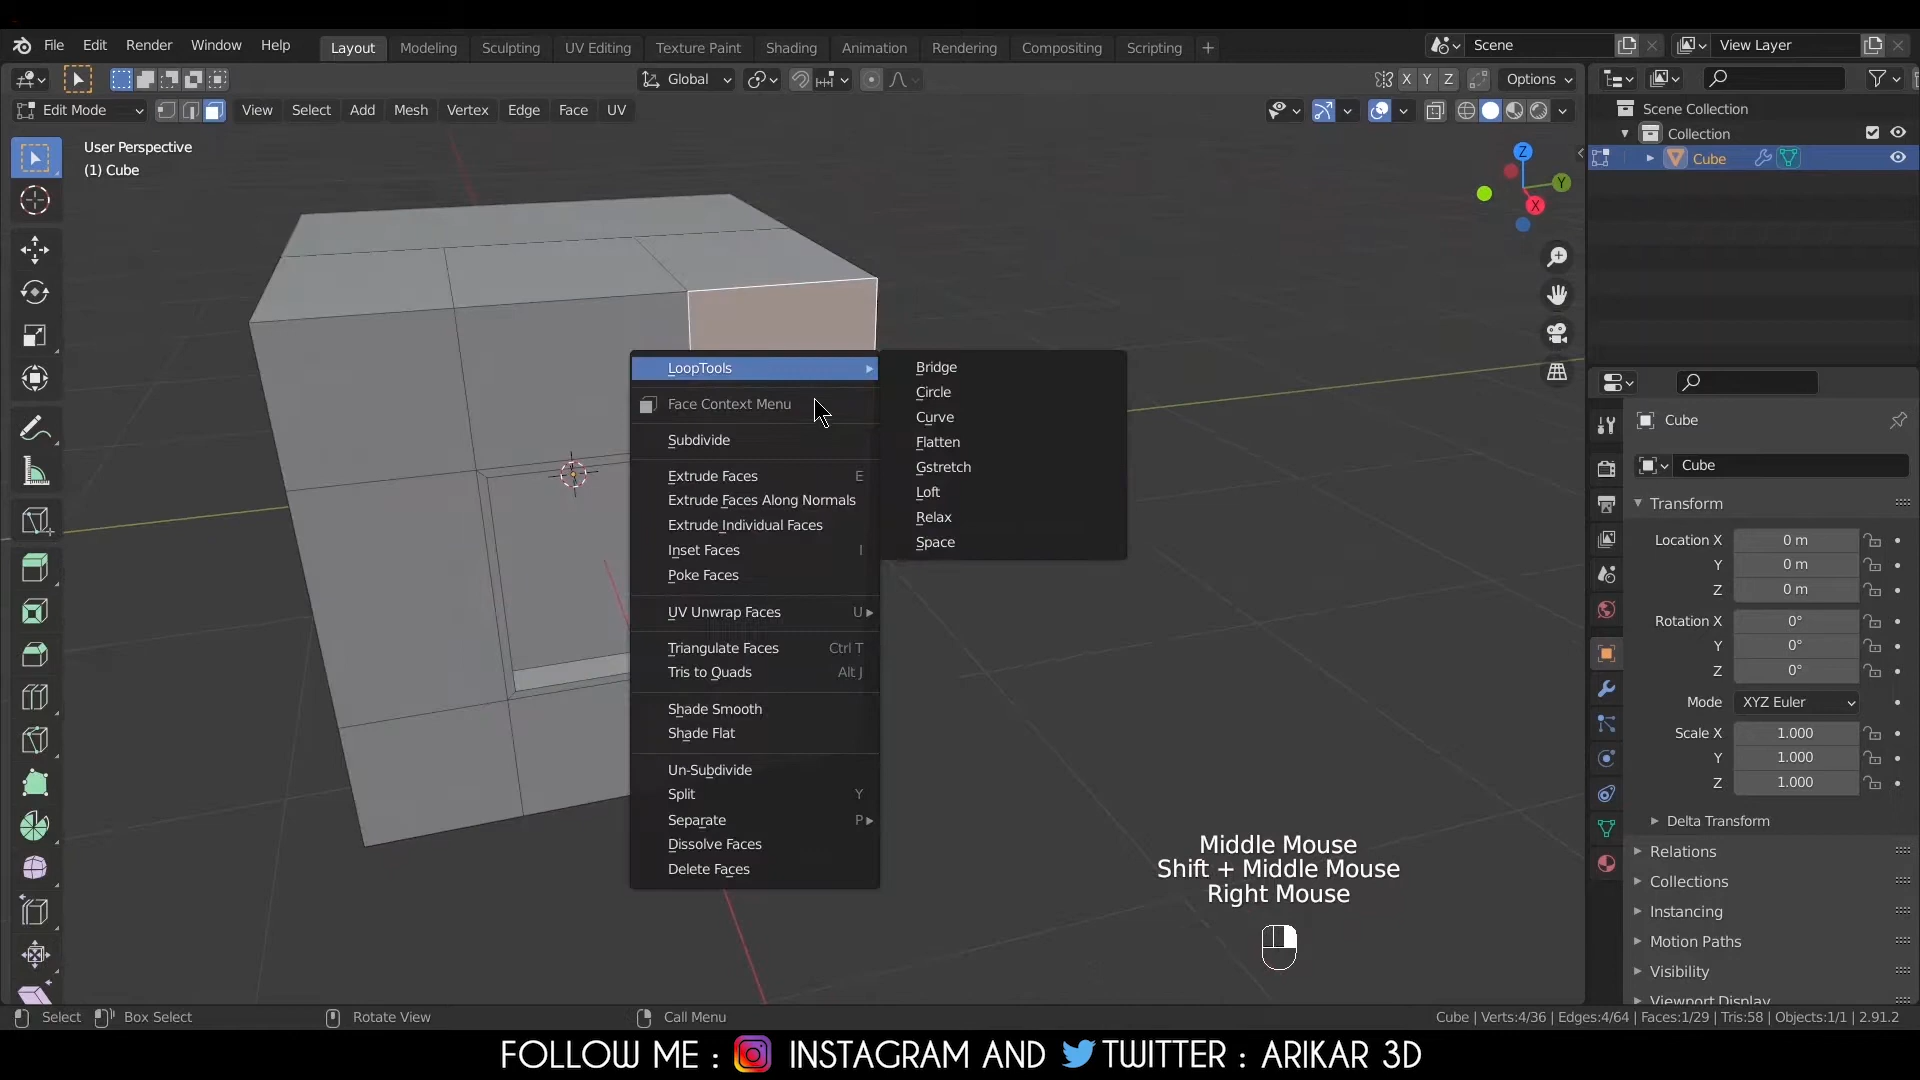 File Edit Render Window Help Layout Modeling Sculpting UV Editing Texture Paint Shading Animation Rendering Compositing Scripting + Scene View Layer
Global X Y Z Options
Edit Mode View Select Add Mesh Vertex Edge Face UV
Scene Collection
Collection
Cube
User Perspective
(1) Cube
Z
Y
X
LoopTools
Face Context Menu
Subdivide
Extrude Faces E
Extrude Faces Along Normals
Extrude Individual Faces
Inset Faces I
Poke Faces
UV Unwrap Faces U
Triangulate Faces Ctrl T
Tris to Quads Alt J
Shade Smooth
Shade Flat
Un-Subdivide
Split Y
Separate P
Dissolve Faces
Delete Faces
Bridge
Circle
Curve
Flatten
Gstretch
Loft
Relax
Space
Middle Mouse
Shift + Middle Mouse
Right Mouse
Cube
Cube
Transform
Location X 0 m
Y 0 m
Z 0 m
Rotation X 0°
Y 0°
Z 0°
Mode XYZ Euler
Scale X 1.000
Y 1.000
Z 1.000
Delta Transform
Relations
Collections
Instancing
Motion Paths
Visibility
Viewport Display
Select Box Select Rotate View Call Menu Cube | Verts:4/36 | Edges:4/64 | Faces:1/29 | Tris:58 | Objects:1/1 | 2.91.2
FOLLOW ME : INSTAGRAM AND TWITTER : ARIKAR 3D